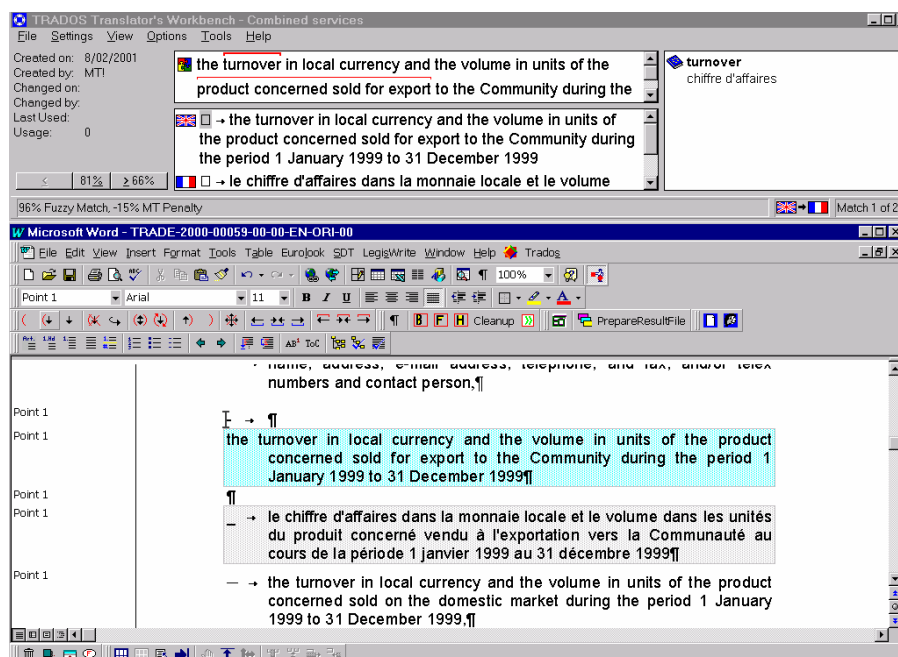 TRADOS Translator's Workbench - Combined services
File Settings View Options Tools Help
Created on: 8/02/2001
Created by: MT!
Changed on:
Changed by:
Last Used:
Usage: 0
< 81% ≥ 66%
the turnover in local currency and the volume in units of the
product concerned sold for export to the Community during the
→ the turnover in local currency and the volume in units of
the product concerned sold for export to the Community during
the period 1 January 1999 to 31 December 1999
→ le chiffre d'affaires dans la monnaie locale et le volume
turnover
chiffre d'affaires
96% Fuzzy Match, -15% MT Penalty
Match 1 of 2
Microsoft Word - TRADE-2000-00059-00-00-EN-ORI-00
File Edit View Insert Format Tools Table Eurolook SDT LegisWrite Window Help Trados
100%
Point 1 Arial 11 B I U
B F H Cleanup PrepareResultFile
AB¹ ToC
name, address, e-mail address, telephone, and fax, and/or telex
numbers and contact person,¶
Point 1
→ ¶
Point 1
the turnover in local currency and the volume in units of the product
concerned sold for export to the Community during the period 1
January 1999 to 31 December 1999¶
Point 1
¶
Point 1
_ → le chiffre d'affaires dans la monnaie locale et le volume dans les unités
du produit concerné vendu à l'exportation vers la Communauté au
cours de la période 1 janvier 1999 au 31 décembre 1999¶
Point 1
— → the turnover in local currency and the volume in units of the product
concerned sold on the domestic market during the period 1 January
1999 to 31 December 1999,¶